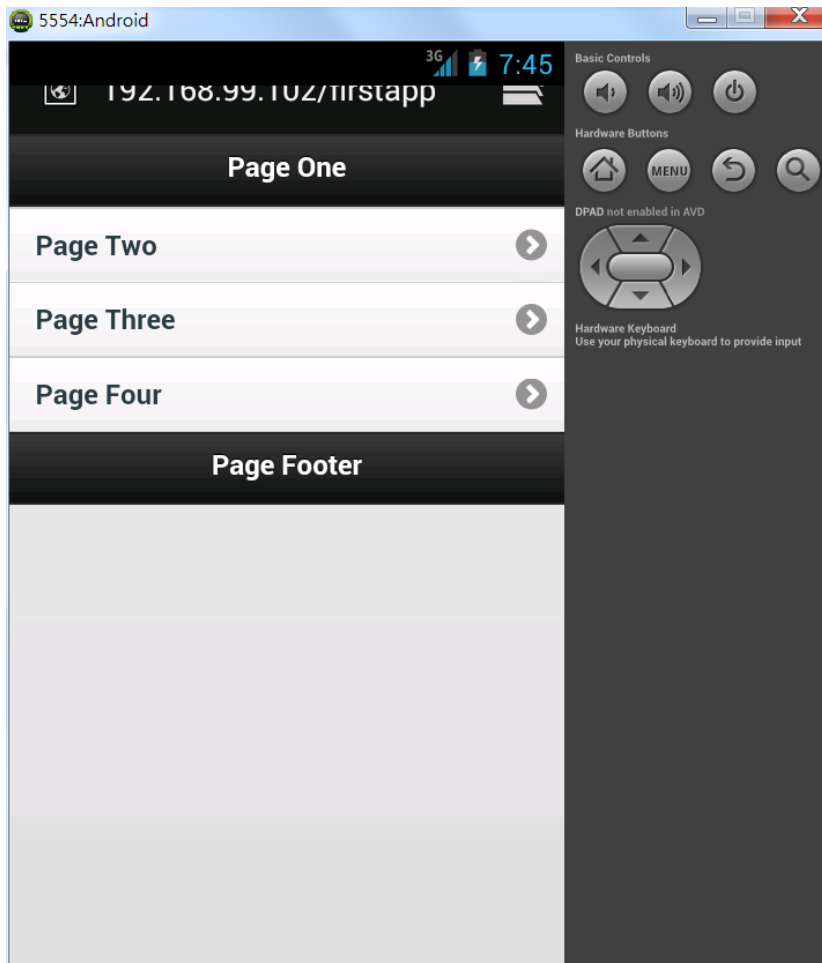 5554:Android
3G 7:45
192.168.99.102/firstapp
Page One
Page Two
Page Three
Page Four
Page Footer
Basic Controls
Hardware Buttons
MENU
DPAD not enabled in AVD
Hardware Keyboard
Use your physical keyboard to provide input